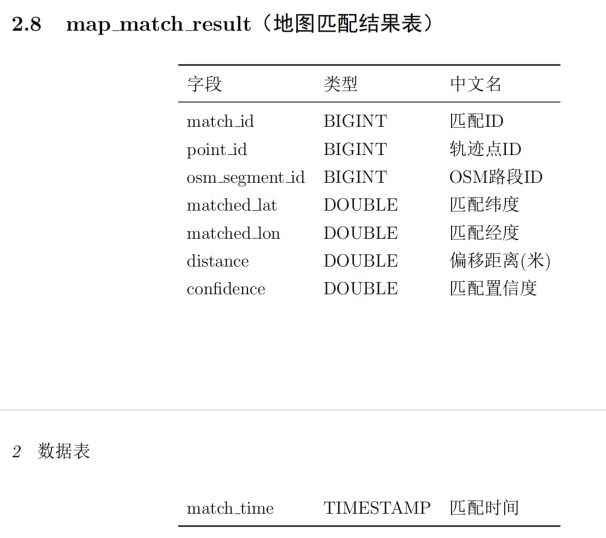 2.8 map_match_result（地图匹配结果表）
字段 类型 中文名
match_id BIGINT 匹配ID
point_id BIGINT 轨迹点ID
osm_segment_id BIGINT OSM路段ID
matched_lat DOUBLE 匹配纬度
matched_lon DOUBLE 匹配经度
distance DOUBLE 偏移距离(米)
confidence DOUBLE 匹配置信度
2 数据表
match_time TIMESTAMP 匹配时间